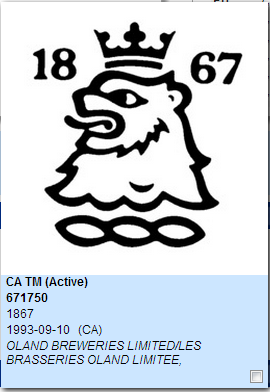 18 67
CA TM (Active)
671750
1867
1993-09-10 (CA)
OLAND BREWERIES LIMITED/LES
BRASSERIES OLAND LIMITEE,